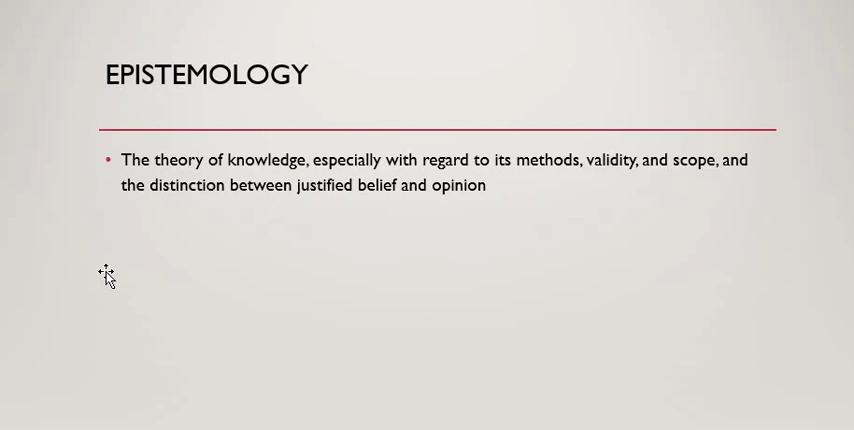 EPISTEMOLOGY
• The theory of knowledge, especially with regard to its methods, validity, and scope, and
the distinction between justified belief and opinion